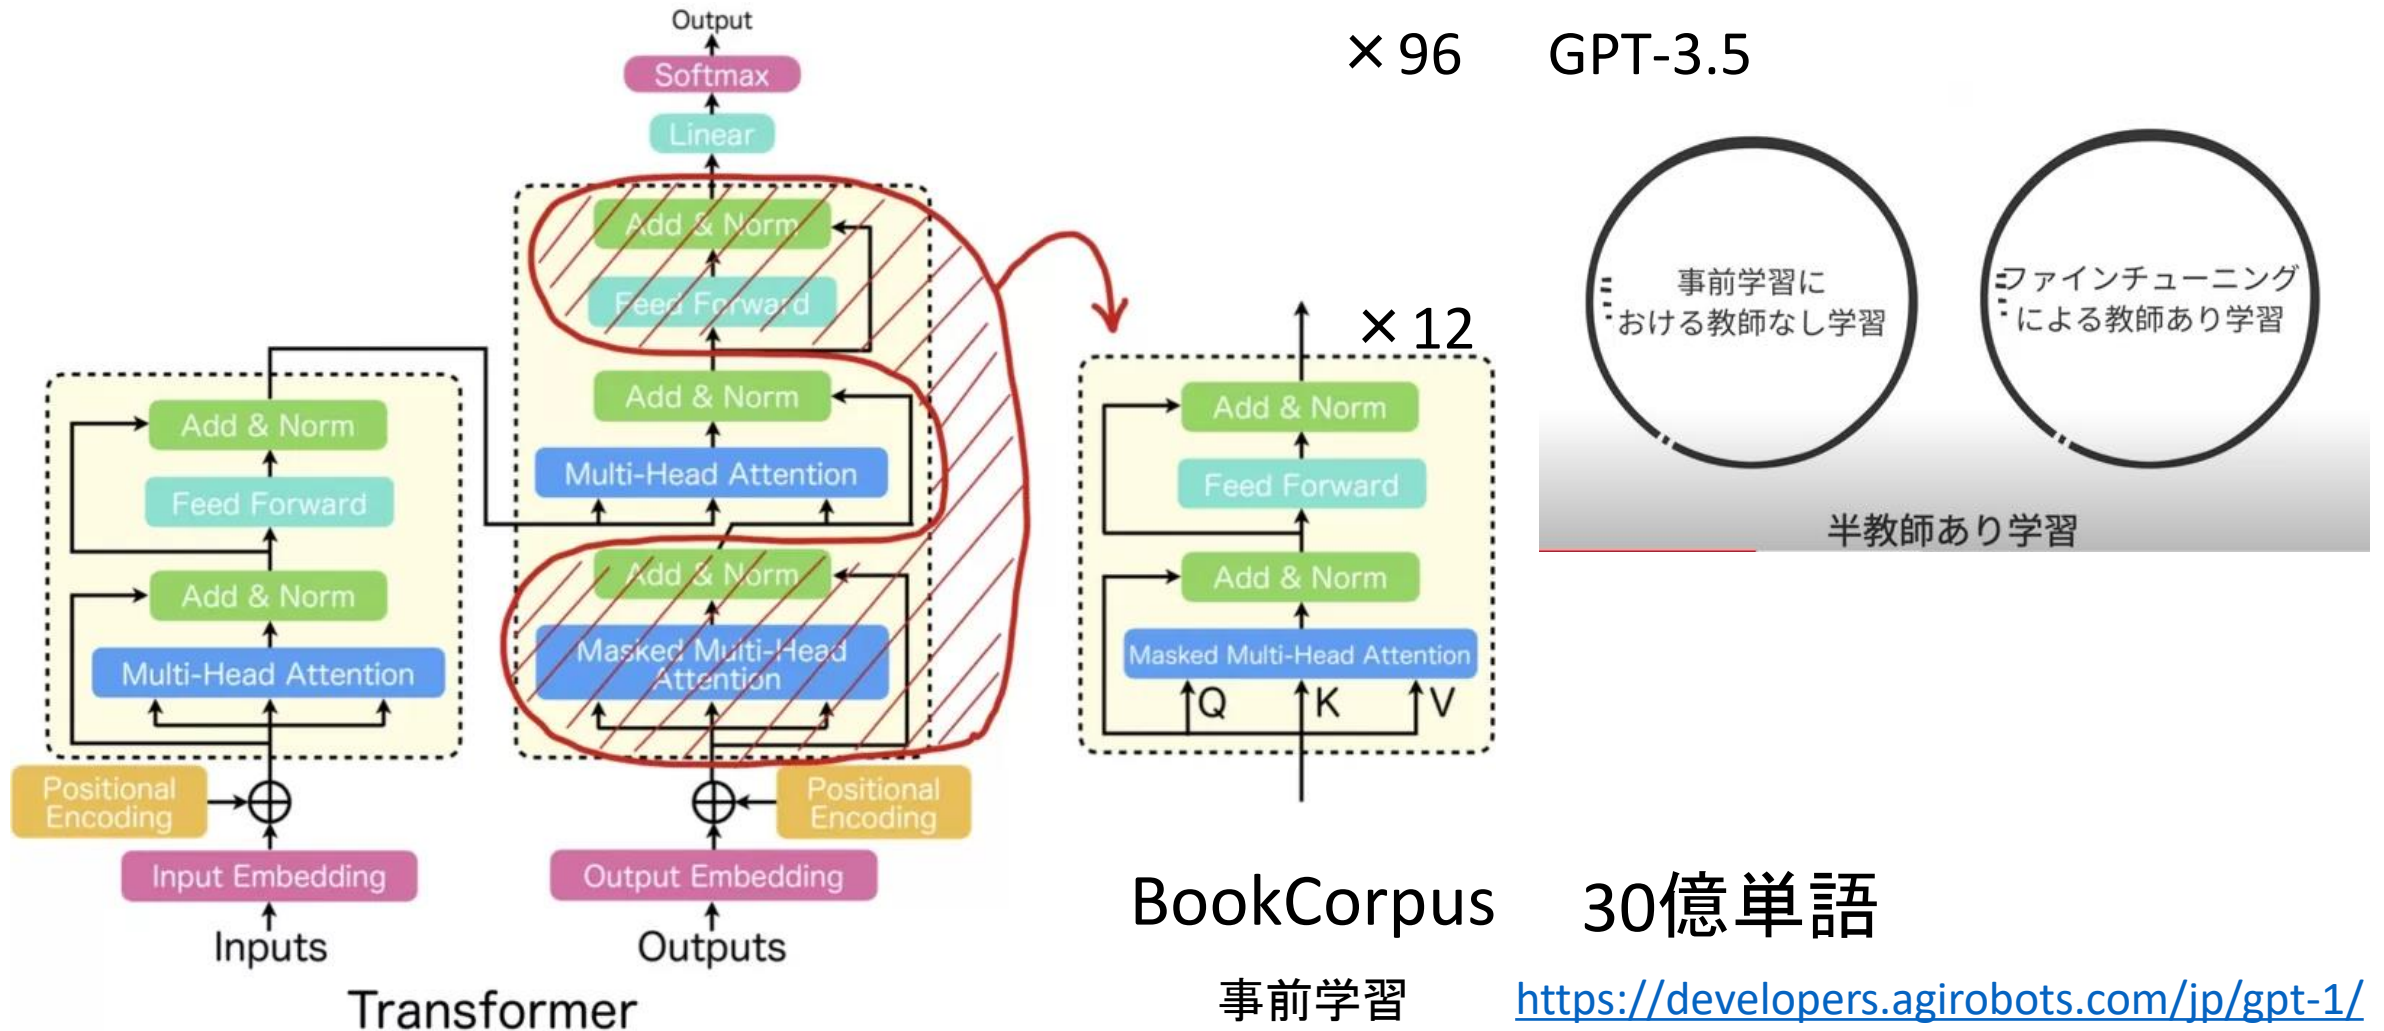 Output
Softmax
Linear
Add & Norm
Feed Forward
Add & Norm
Multi-Head Attention
Add & Norm
Masked Multi-Head
Attention
Positional
Encoding
Output Embedding
Outputs
Add & Norm
Feed Forward
Add & Norm
Multi-Head Attention
Positional
Encoding
Input Embedding
Inputs
Transformer
×96 GPT-3.5
×12
Add & Norm
Feed Forward
Add & Norm
Masked Multi-Head Attention
Q K V
事前学習に
おける教師なし学習
ファインチューニング
による教師あり学習
半教師あり学習
BookCorpus 30億単語
事前学習 https://developers.agirobots.com/jp/gpt-1/